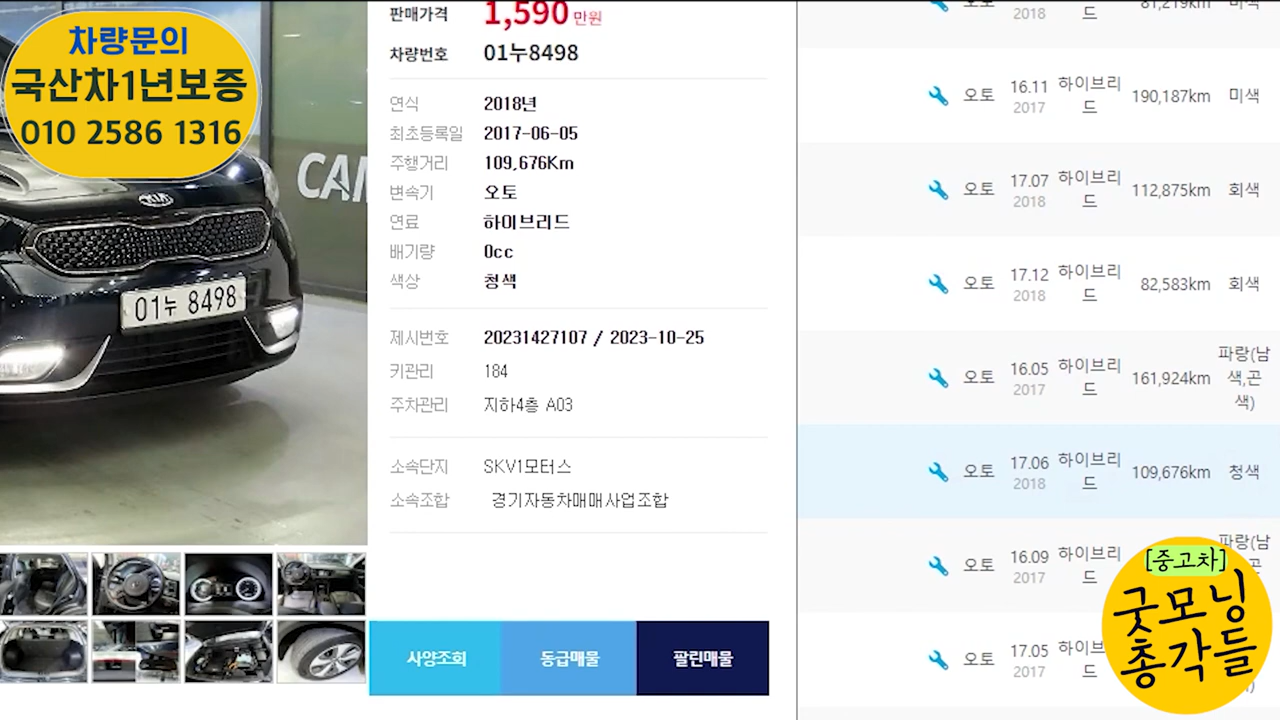 차량문의
국산차1년보증
010 2586 1316
KIA
01누 8498
판매가격 1,590 만원
차량번호 01누8498
연식 2018년
최초등록일 2017-06-05
주행거리 109,676Km
변속기 오토
연료 하이브리드
배기량 0cc
색상 청색
제시번호 20231427107 / 2023-10-25
키관리 184
주차관리 지하4층 A03
소속단지 SKV1모터스
소속조합 경기자동차매매사업조합
사양조회 동급매물 팔린매물
2018 드
16.11 하이브리
오토 190,187km 미색
2017 드
17.07 하이브리
오토 112,875km 회색
2018 드
17.12 하이브리
오토 82,583km 회색
2018 드
파랑(남
16.05 하이브리
오토 161,924km 색,곤
2017 드
색)
17.06 하이브리
오토 109,676km 청색
2018 드
파랑(남
16.09 하이브리
오토
2017 드
17.05
오토
2017 드
[중고차]
굿모닝
총각들